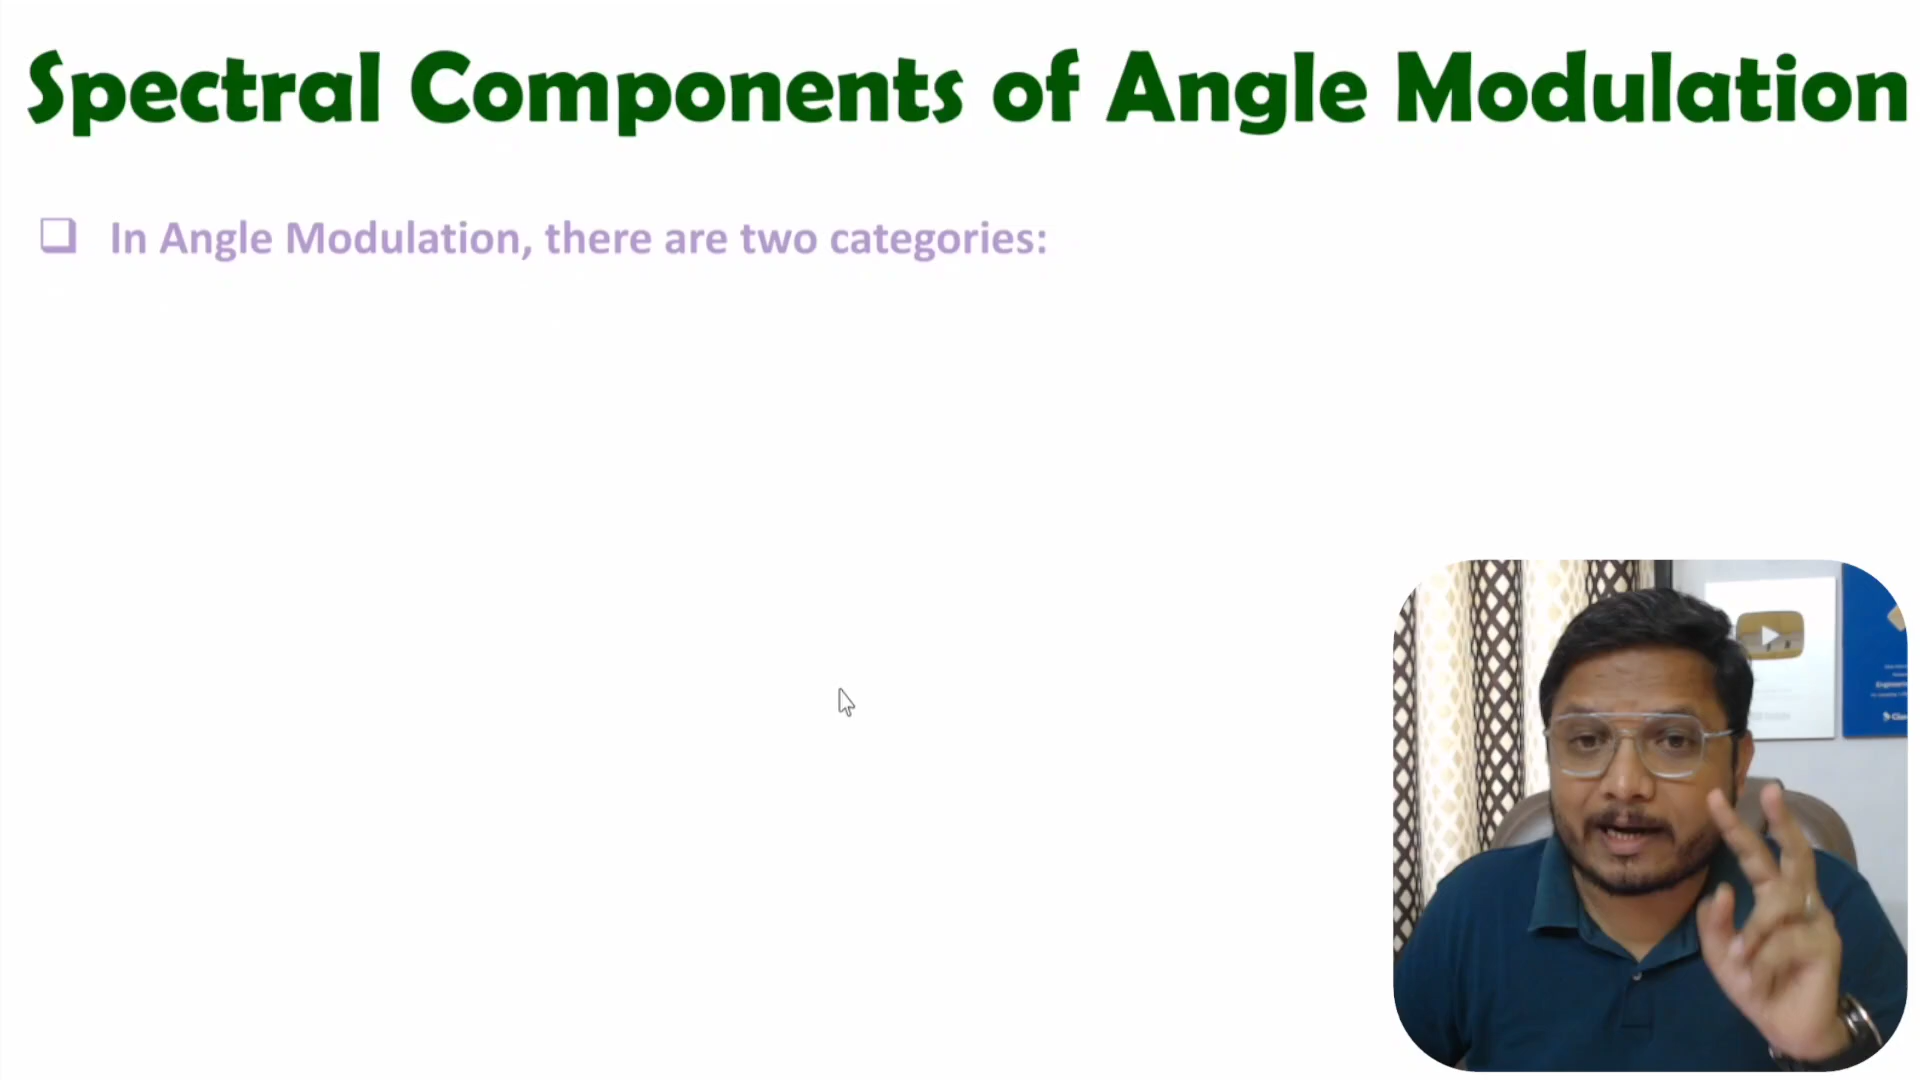 Spectral Components of Angle Modulation
❑ In Angle Modulation, there are two categories: